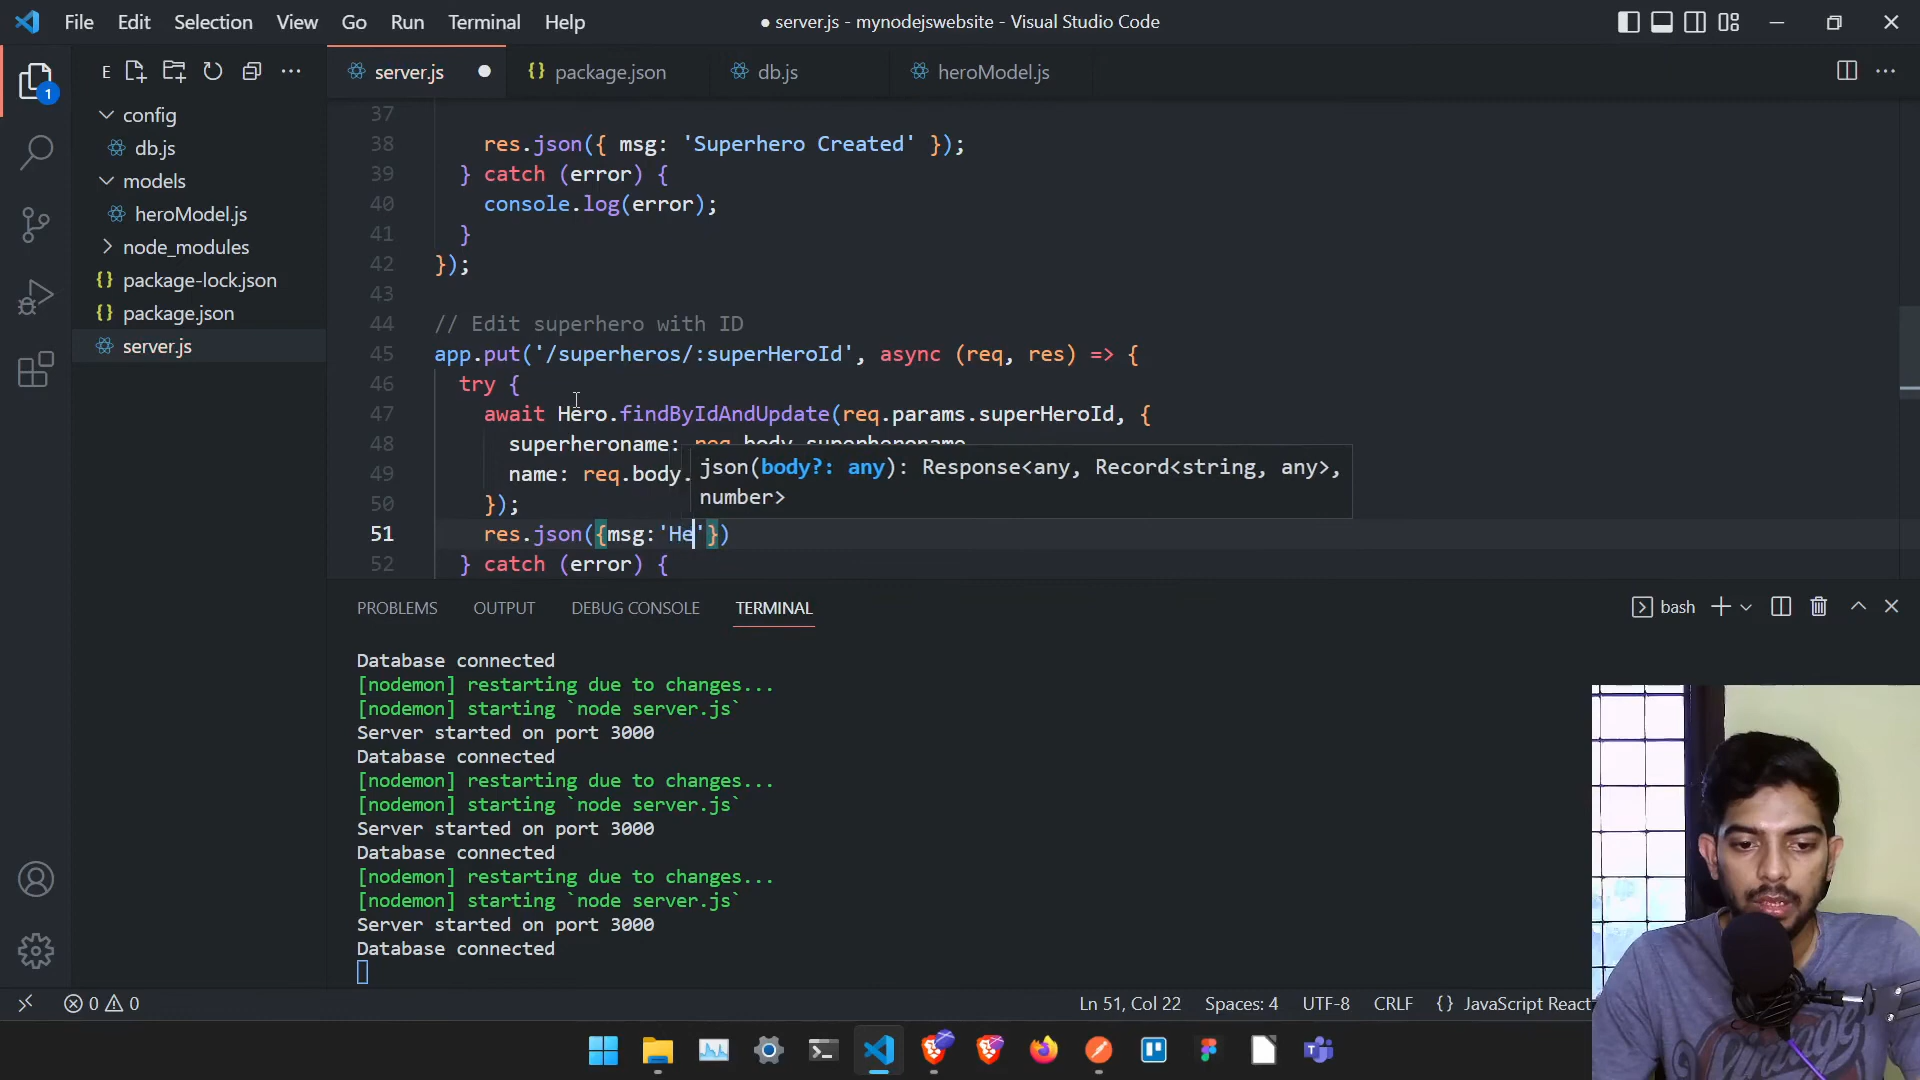 File Edit Selection View Go Run Terminal Help
● server.js - mynodejswebsite - Visual Studio Code
E
server.js
package.json
db.js
heroModel.js
1
config
db.js
models
heroModel.js
node_modules
package-lock.json
package.json
server.js
37
38 res.json({ msg: 'Superhero Created' });
39 } catch (error) {
40 console.log(error);
41 }
42 });
43
44 // Edit superhero with ID
45 app.put('/superheros/:superHeroId', async (req, res) => {
46 try {
47 await Hero.findByIdAndUpdate(req.params.superHeroId, {
48 superheroname: req.body.superheroname,
49 name: req.body.
50 });
51 res.json({msg:'He'})
52 } catch (error) {
json(body?: any): Response<any, Record<string, any>,
number>
PROBLEMS OUTPUT DEBUG CONSOLE TERMINAL
bash
Database connected
[nodemon] restarting due to changes...
[nodemon] starting `node server.js`
Server started on port 3000
Database connected
[nodemon] restarting due to changes...
[nodemon] starting `node server.js`
Server started on port 3000
Database connected
[nodemon] restarting due to changes...
[nodemon] starting `node server.js`
Server started on port 3000
Database connected
0 0
Ln 51, Col 22 Spaces: 4 UTF-8 CRLF {} JavaScript React